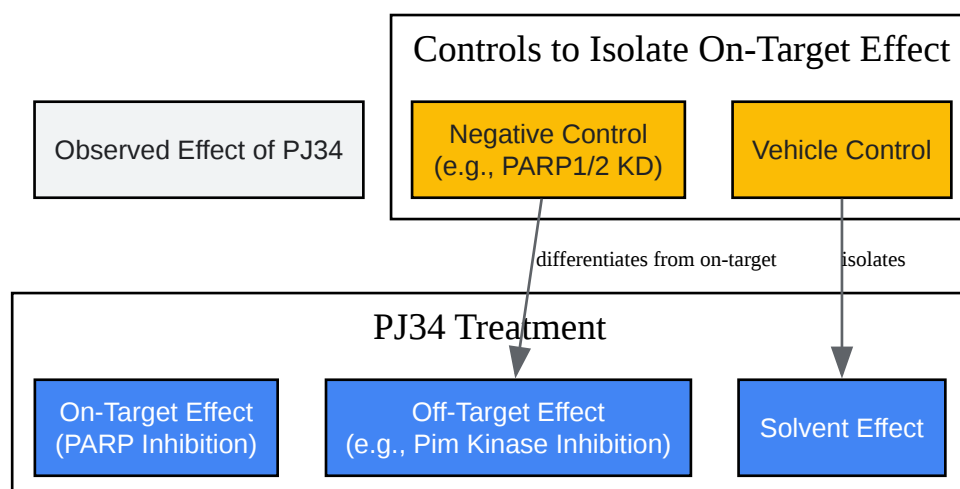 Controls to Isolate On-Target Effect
Observed Effect of PJ34
Negative Control
(e.g., PARP1/2 KD)
Vehicle Control
differentiates from on-target
isolates
PJ34 Treatment
On-Target Effect
(PARP Inhibition)
Off-Target Effect
(e.g., Pim Kinase Inhibition)
Solvent Effect